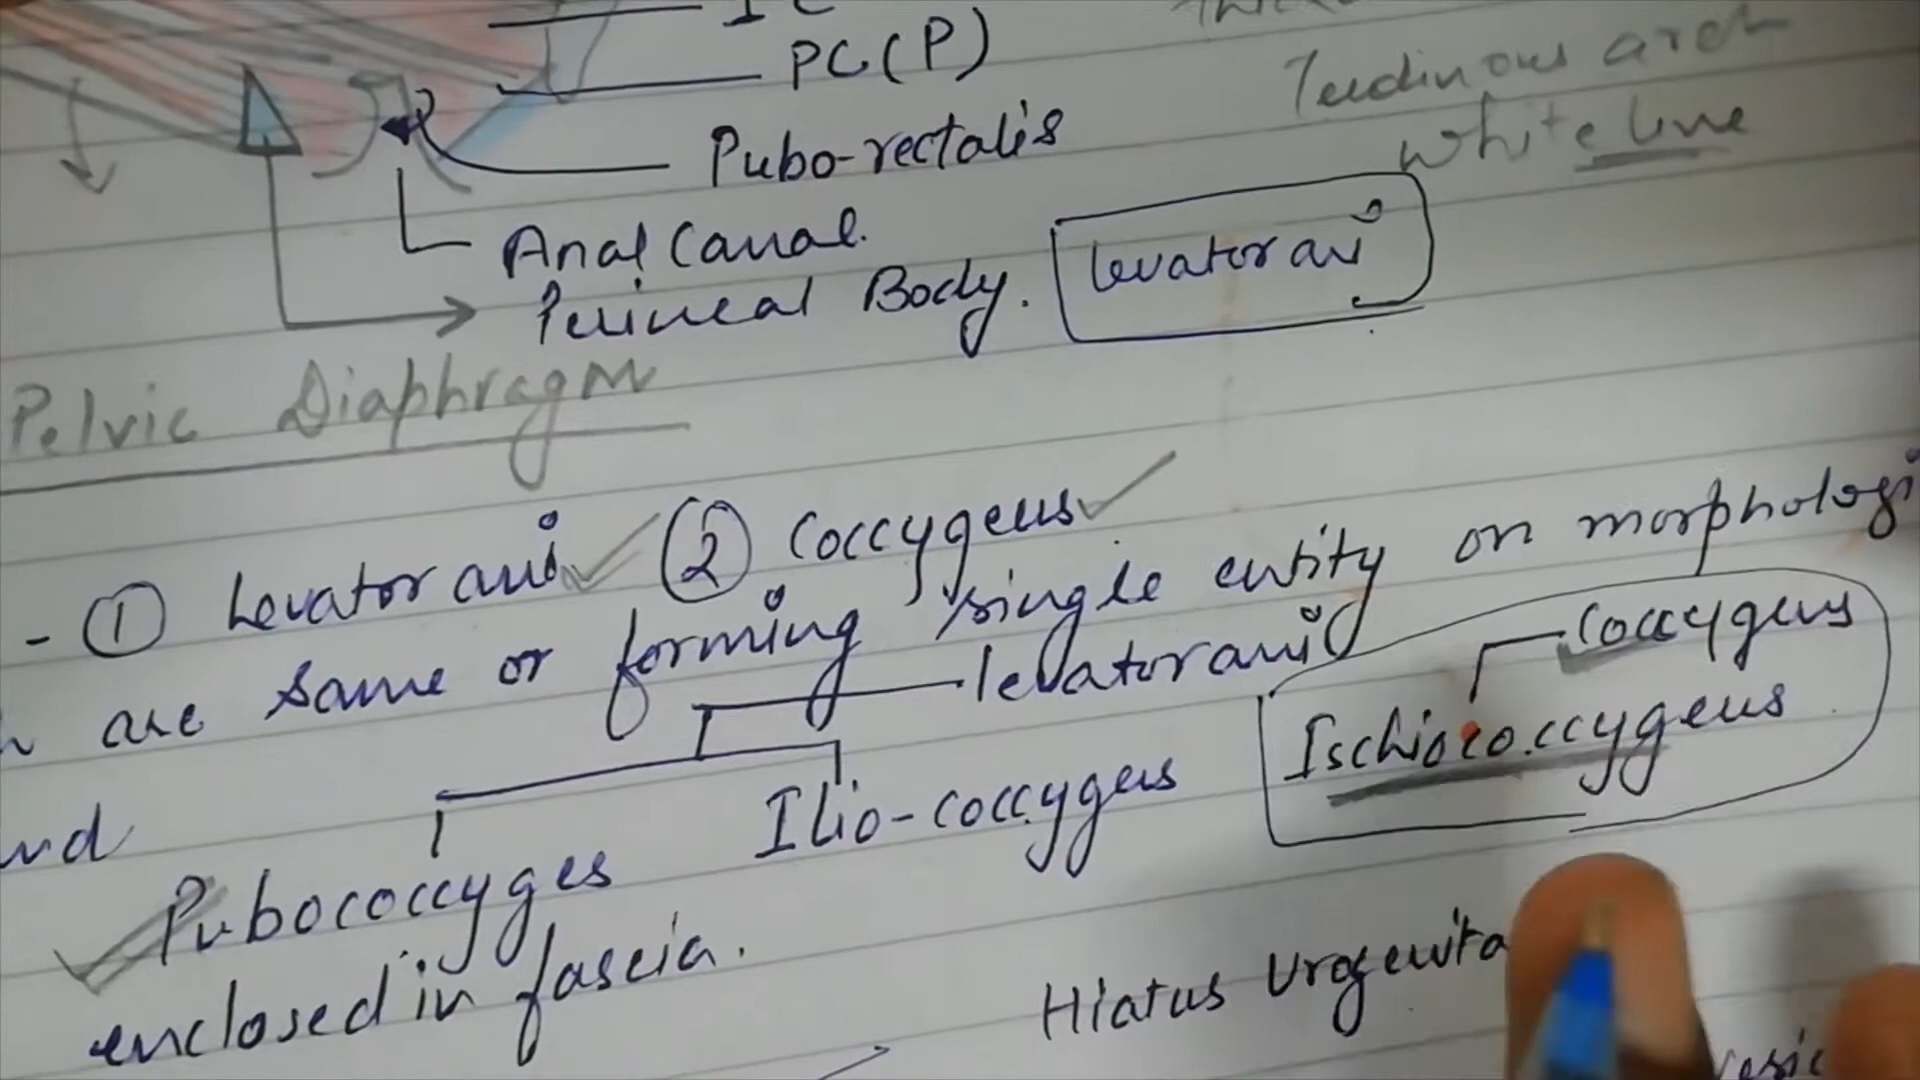 PC(P)
Tendinous arch
white line
Pubo-rectalis
Anal Canal.
Perineal Body. levator ani
Pelvic Diaphragm
- ① Levator ani ② Coccygeus
are same or forming single entity on morphologi
levator ani Coccygeus
Ischiococcygeus
Ilio-coccygeus
Pubococcyges
enclosed in fascia.
Hiatus Urogenita